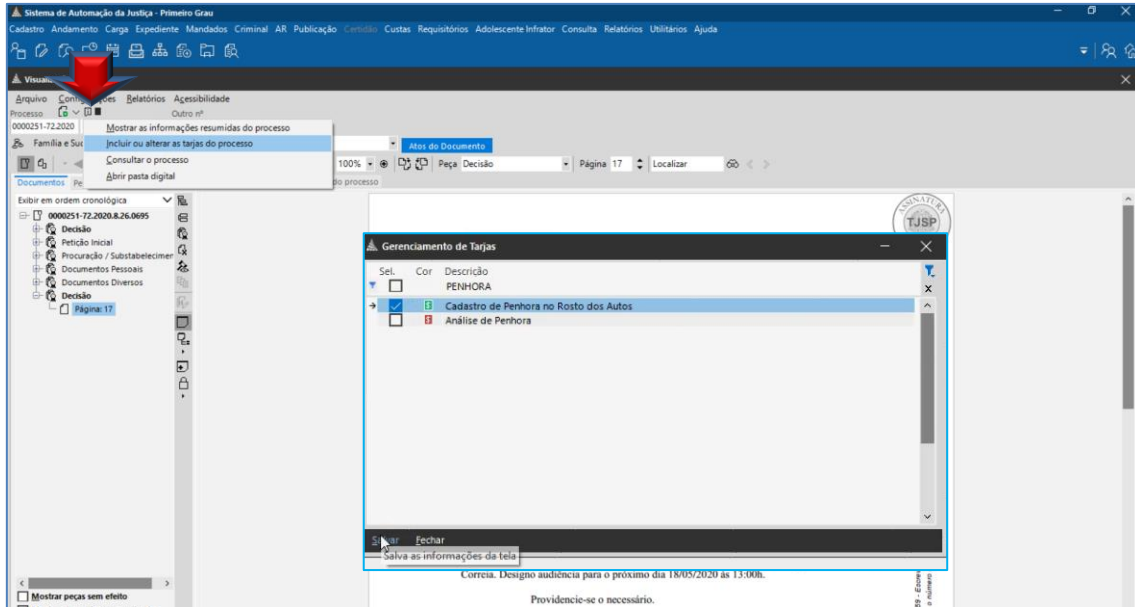 Sistema de Automação da Justiça - Primeiro Grau
Cadastro Andamento Carga Expediente Mandados Criminal AR Publicação Certidão Custas Requisitórios Adolescente Infrator Consulta Relatórios Utilitários Ajuda
Arquivo Relatórios Acessibilidade
Processo Outro nº
0000251-72.2020
Mostrar as informações resumidas do processo
Família e
Incluir ou alterar as tarjas do processo
Atos do Documento
Consultar o processo
100% Peça Decisão Página 17 Localizar
Abrir pasta digital
Documentos do processo
Exibir em ordem cronológica
0000251-72.2020.8.26.0695
Decisão
Petição Inicial
Procuração / Substabelecimen
Documentos Pessoais
Documentos Diversos
Decisão
Página: 17
ASSINATURA
TJSP
Gerenciamento de Tarjas
Sel. Cor Descrição
PENHORA
Cadastro de Penhora no Rosto dos Autos
Análise de Penhora
Salvar Fechar
Salva as informações da tela
Correia. Designo audiência para o próximo dia 18/05/2020 às 13:00h.
Providencie-se o necessário.
o número
Mostrar peças sem efeito